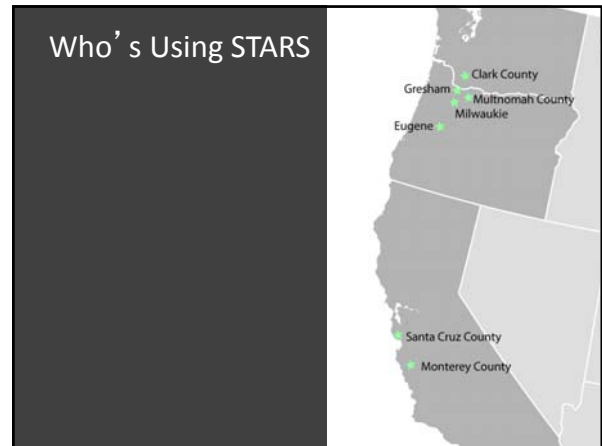 Who’s Using STARS
Clark County
Gresham
Multnomah County
Milwaukie
Eugene
Santa Cruz County
Monterey County